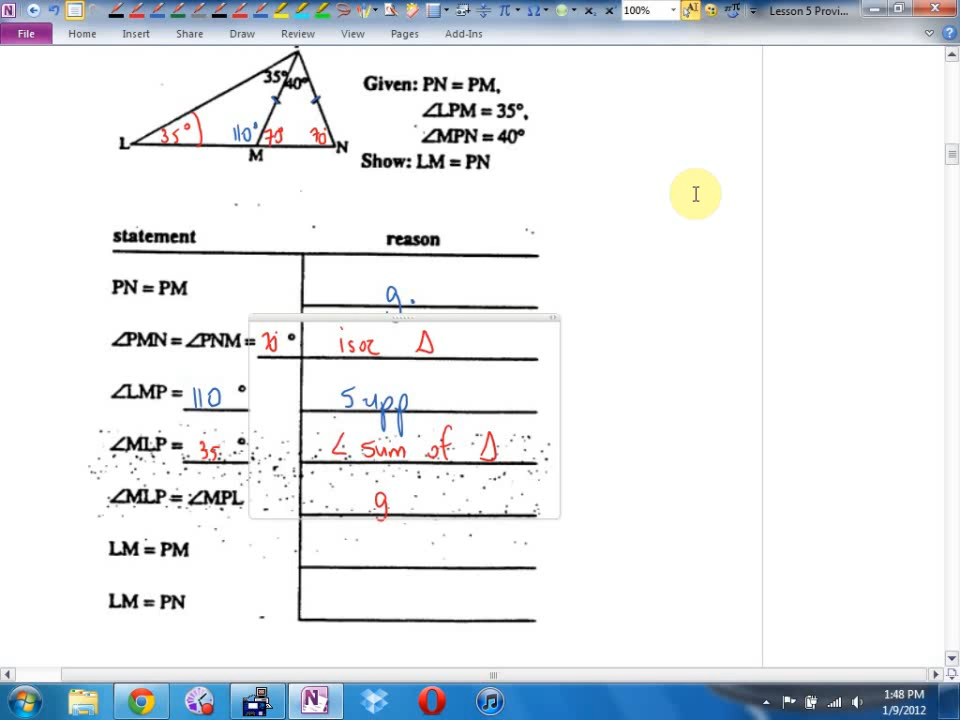 100%
Lesson 5 Provi...
File Home Insert Share Draw Review View Pages Add-Ins
35° 40°
Given: PN = PM,
∠LPM = 35°,
∠MPN = 40°
Show: LM = PN
L 35° 110° 70° 70° N
M
statement reason
PN = PM g.
∠PMN = ∠PNM = 70° isos Δ
∠LMP = 110° Supp
∠MLP = 35° ∠ sum of Δ
∠MLP = ∠MPL g
LM = PM
LM = PN
1:48 PM
1/9/2012